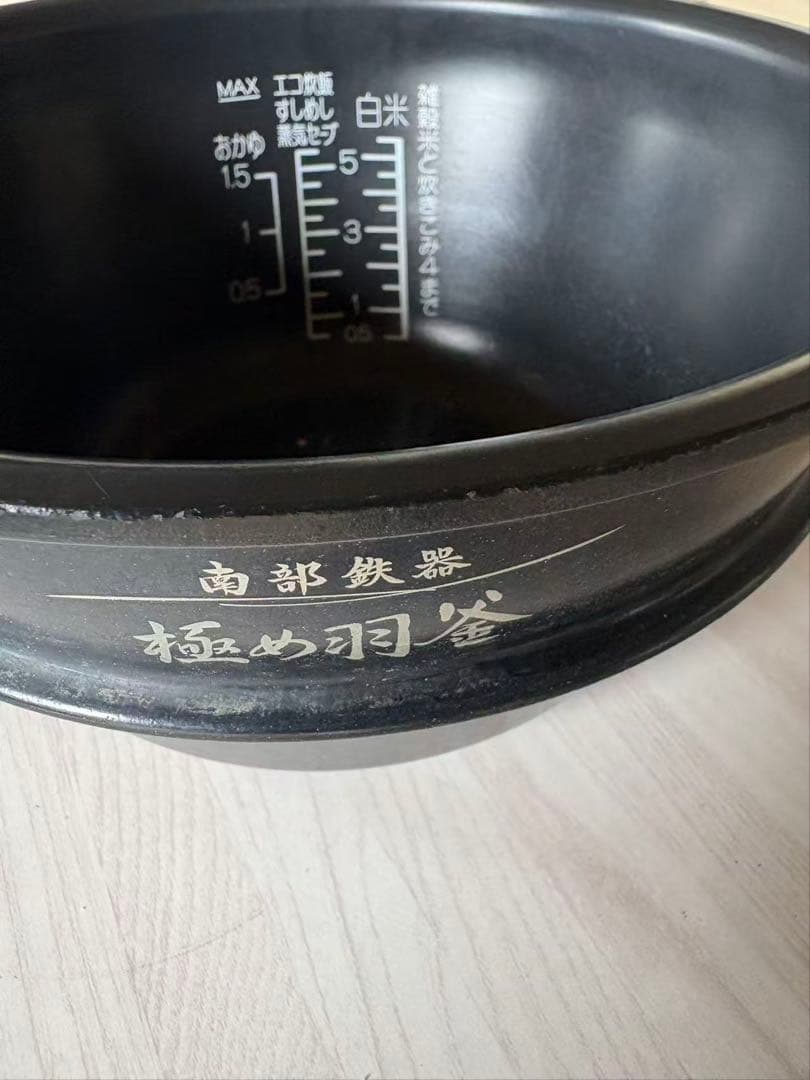 MAX
おかゆ
1.5
1
0.5
エコ炊飯
すしめし
蒸気セーブ
白米
5
3
1
0.5
雑穀米と炊きこみ4まで
南部鉄器
極め羽釜